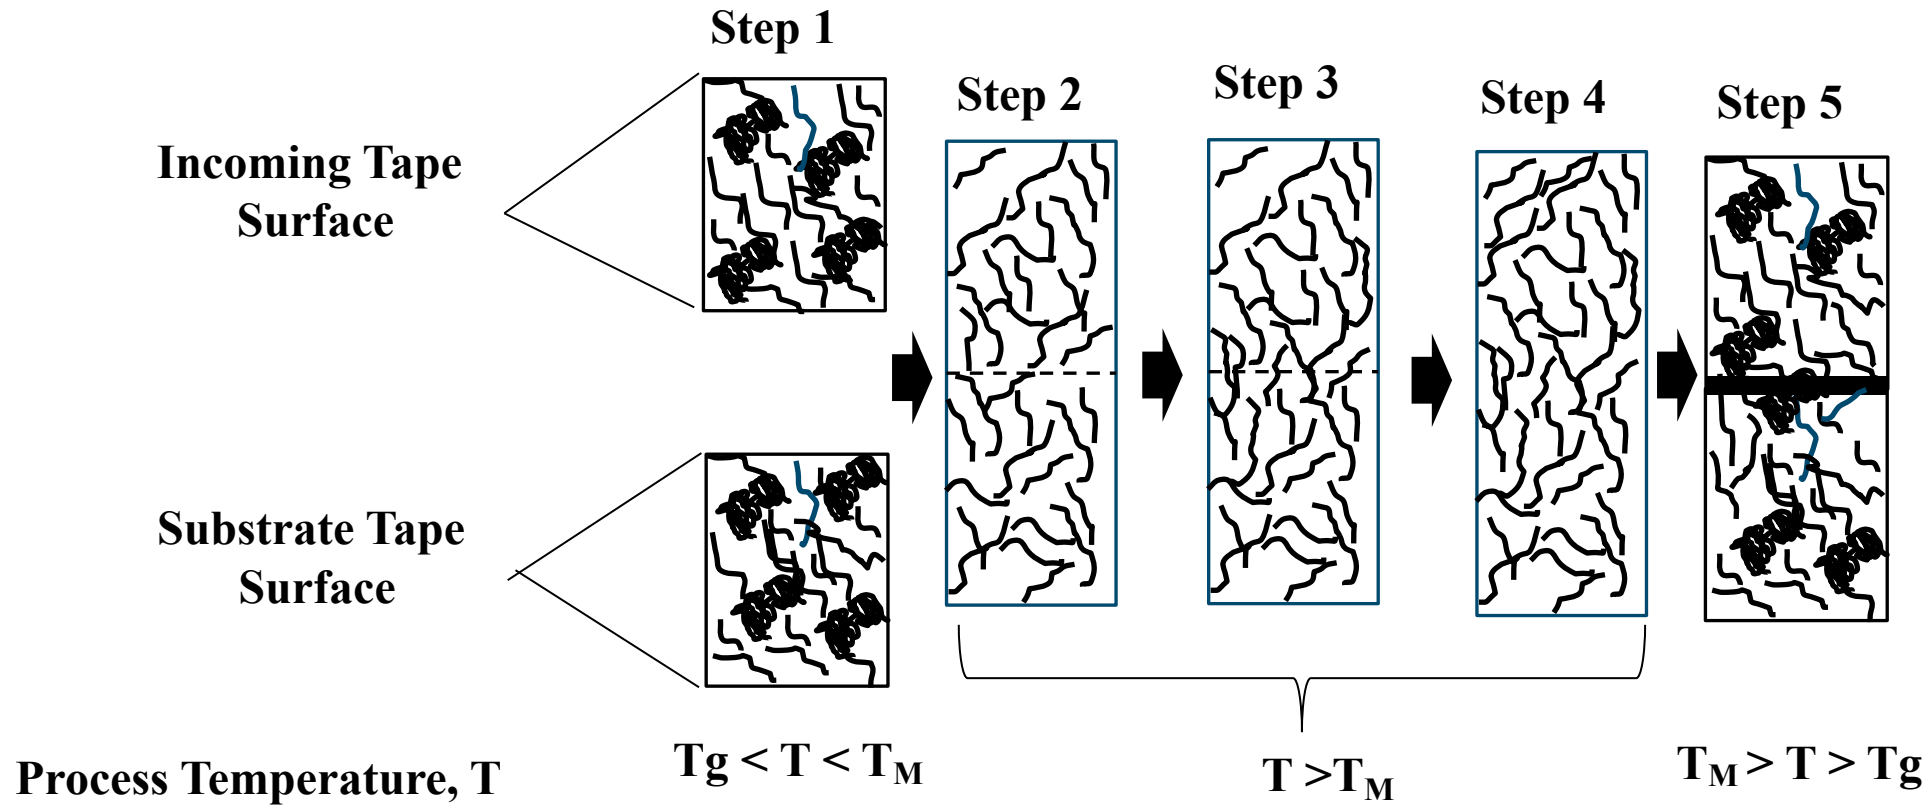 Step 1
Step 2
Step 3
Step 4
Step 5
Incoming Tape
Surface
Substrate Tape
Surface
Process Temperature, T
Tg < T < TM
T >TM
TM > T > Tg